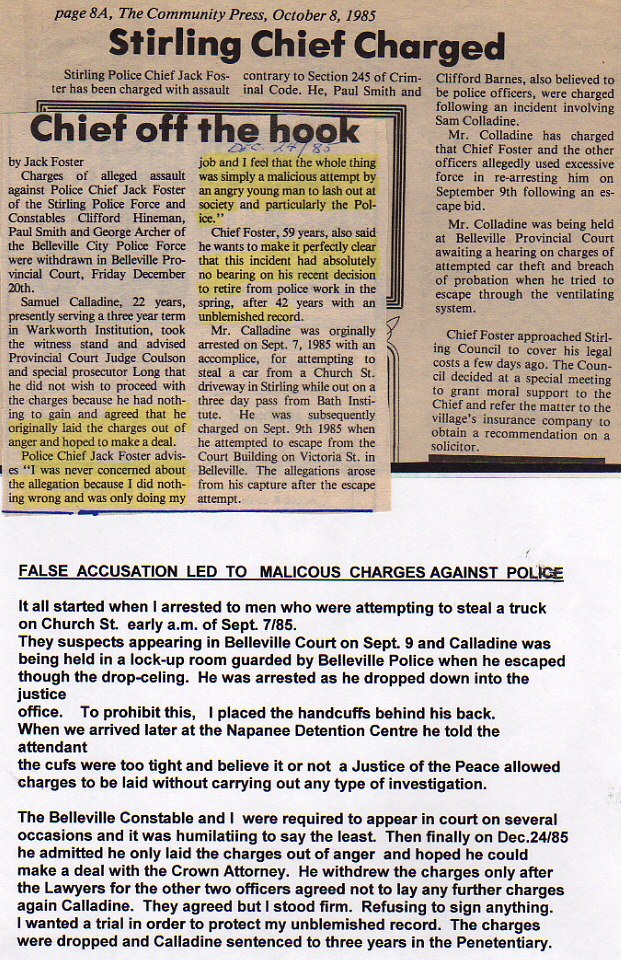 page 8A, The Community Press, October 8, 1985
Stirling Chief Charged
Stirling Police Chief Jack Fos-
ter has been charged with assault
contrary to Section 245 of Crim-
inal Code. He, Paul Smith and
Clifford Barnes, also believed to
be police officers, were charged
following an incident involving
Sam Colladine.
Mr. Colladine has charged
that Chief Foster and the other
officers allegedly used excessive
force in re-arresting him on
September 9th following an es-
cape bid.
Mr. Colladine was being held
at Belleville Provincial Court
awaiting a hearing on charges of
attempted car theft and breach
of probation when he tried to
escape through the ventilating
system.
Chief Foster approached Stirl-
ing Council to cover his legal
costs a few days ago. The Coun-
cil decided at a special meeting
to grant moral support to the
Chief and refer the matter to the
village's insurance company to
obtain a recommendation on a
solicitor.
Chief off the hook
Dec. 24/85
by Jack Foster
Charges of alleged assault
against Police Chief Jack Foster
of the Stirling Police Force and
Constables Clifford Hineman,
Paul Smith and George Archer of
the Belleville City Police Force
were withdrawn in Belleville Pro-
vincial Court, Friday December
20th.
Samuel Calladine, 22 years,
presently serving a three year term
in Warkworth Institution, took
the witness stand and advised
Provincial Court Judge Coulson
and special prosecutor Long that
he did not wish to proceed with
the charges because he had noth-
ing to gain and agreed that he
originally laid the charges out of
anger and hoped to make a deal.
Police Chief Jack Foster advis-
es "I was never concerned about
the allegation because I did noth-
ing wrong and was only doing my
job and I feel that the whole thing
was simply a malicious attempt by
an angry young man to lash out at
society and particularly the Pol-
ice."
Chief Foster, 59 years, also said
he wants to make it perfectly clear
that this incident had absolutely
no bearing on his recent decision
to retire from police work in the
spring, after 42 years with an
unblemished record.
Mr. Calladine was orginally
arrested on Sept. 7, 1985 with an
accomplice, for attempting to
steal a car from a Church St.
driveway in Stirling while out on a
three day pass from Bath Insti-
tute. He was subsequently
charged on Sept. 9th 1985 when
he attempted to escape from the
Court Building on Victoria St. in
Belleville. The allegations arose
from his capture after the escape
attempt.
FALSE ACCUSATION LED TO MALICOUS CHARGES AGAINST POLICE
It all started when I arrested to men who were attempting to steal a truck
on Church St. early a.m. of Sept. 7/85.
They suspects appearing in Belleville Court on Sept. 9 and Calladine was
being held in a lock-up room guarded by Belleville Police when he escaped
though the drop-celing. He was arrested as he dropped down into the
justice
office. To prohibit this, I placed the handcuffs behind his back.
When we arrived later at the Napanee Detention Centre he told the
attendant
the cufs were too tight and believe it or not a Justice of the Peace allowed
charges to be laid without carrying out any type of investigation.
The Belleville Constable and I were required to appear in court on several
occasions and it was humilatiing to say the least. Then finally on Dec.24/85
he admitted he only laid the charges out of anger and hoped he could
make a deal with the Crown Attorney. He withdrew the charges only after
the Lawyers for the other two officers agreed not to lay any further charges
again Calladine. They agreed but I stood firm. Refusing to sign anything.
I wanted a trial in order to protect my unblemished record. The charges
were dropped and Calladine sentenced to three years in the Penetentiary.